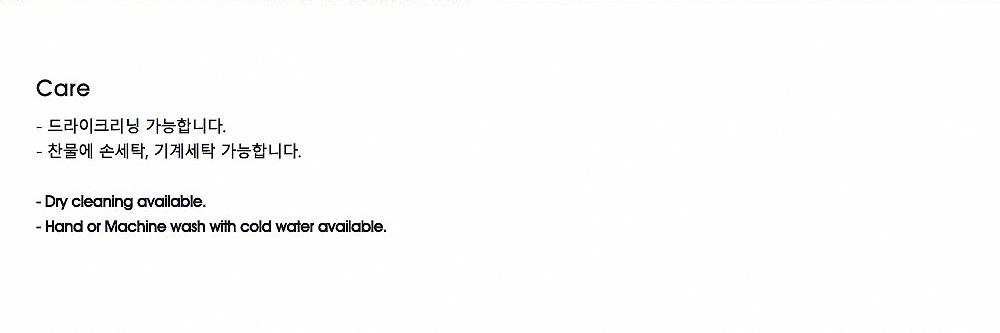 Care
- 드라이크리닝 가능합니다.
- 찬물에 손세탁, 기계세탁 가능합니다.
- Dry cleaning available.
- Hand or Machine wash with cold water available.